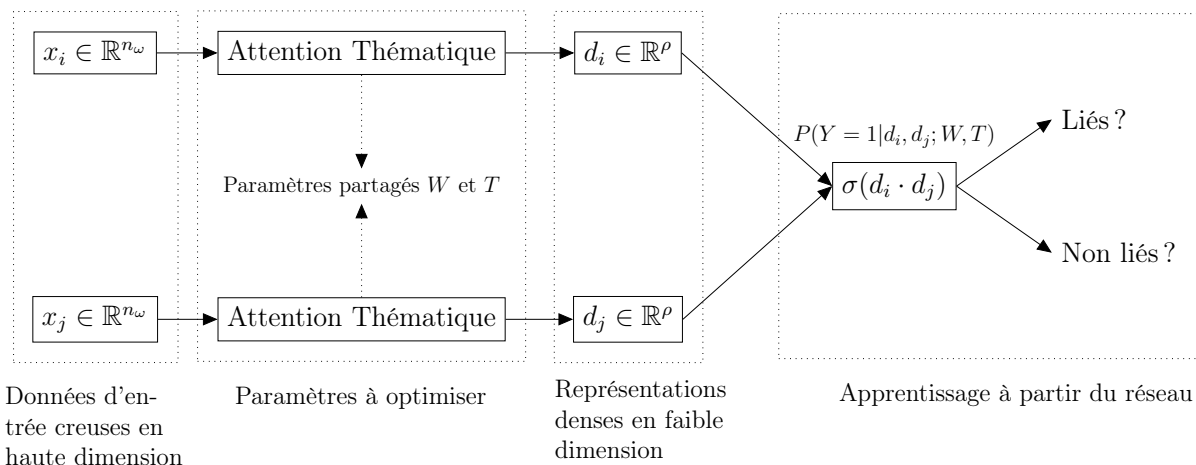 x_i ∈ ℝ^{n_ω}
Attention Thématique
d_i ∈ ℝ^ρ
P(Y = 1|d_i, d_j; W, T)
Liés ?
Paramètres partagés W et T
σ(d_i · d_j)
Non liés ?
x_j ∈ ℝ^{n_ω}
Attention Thématique
d_j ∈ ℝ^ρ
Données d'en-
trée creuses en
haute dimension
Paramètres à optimiser
Représentations
denses en faible
dimension
Apprentissage à partir du réseau